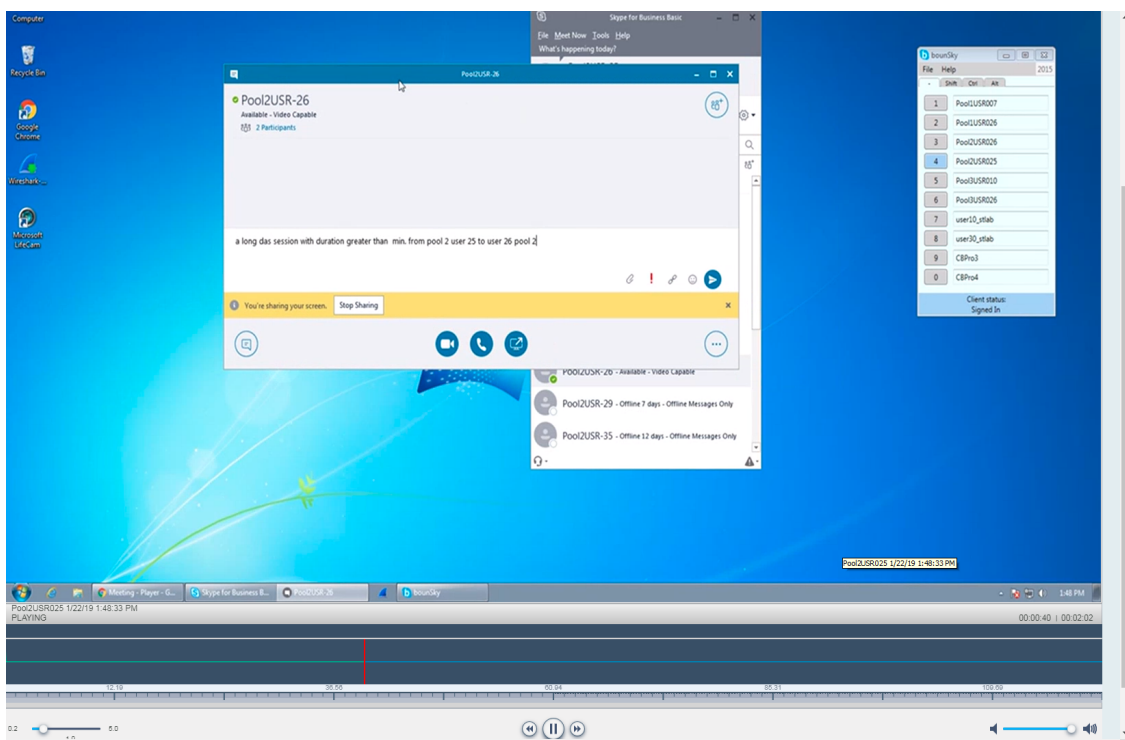 Computer
Recycle Bin
Google
Chrome
Wireshark-...
Microsoft
LifeCam
Skype for Business Basic
File Meet Now Tools Help
What's happening today?
Pool2USR-26
Pool2USR-26
Available - Video Capable
2 Participants
a long das session with duration greater than min. from pool 2 user 25 to user 26 pool 2
You're sharing your screen. Stop Sharing
Pool2USR-26 - Available - Video Capable
Pool2USR-29 - Offline 7 days - Offline Messages Only
Pool2USR-35 - Offline 12 days - Offline Messages Only
bounSky
File Help 2015
- Shift Ctrl Alt
1 Pool1USR007
2 Pool1USR026
3 Pool2USR026
4 Pool2USR025
5 Pool3USR010
6 Pool3USR026
7 user10_stlab
8 user30_stlab
9 CBPro3
0 CBPro4
Client status:
Signed In
Pool2USR025 1/22/19 1:48:33 PM
Meeting - Player - G... Skype for Business B... Pool2USR-26 bounSky 1:48 PM
Pool2USR025 1/22/19 1:48:33 PM
PLAYING 00:00:40 | 00:02:02
12.19 36.56 60.94 85.31 109.69
0.2 5.0
1.0